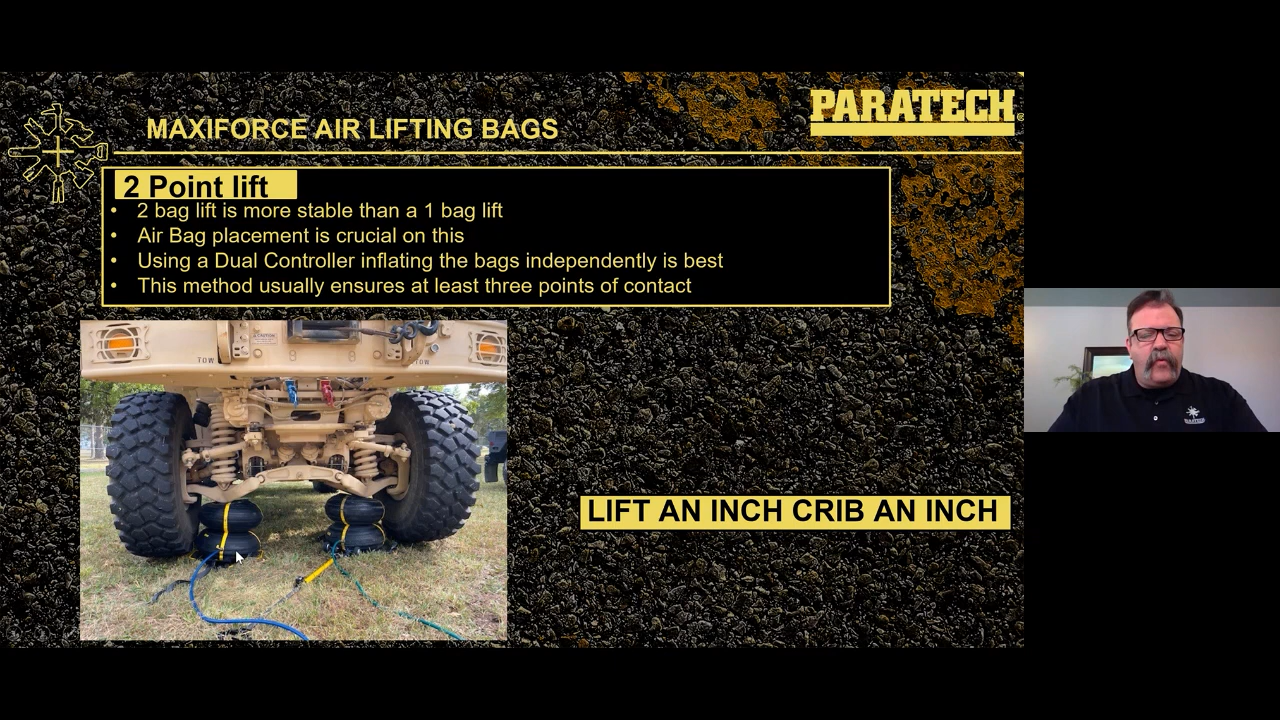 PARATECH
MAXIFORCE AIR LIFTING BAGS
2 Point lift
• 2 bag lift is more stable than a 1 bag lift
• Air Bag placement is crucial on this
• Using a Dual Controller inflating the bags independently is best
• This method usually ensures at least three points of contact
TOW
TOW
LIFT AN INCH CRIB AN INCH
PARATECH